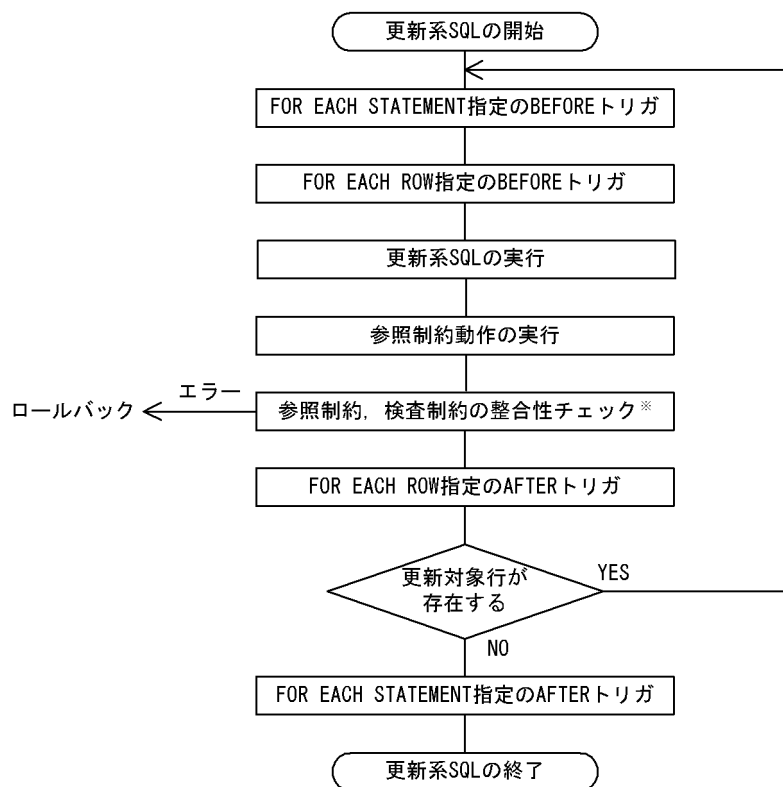 更新系SQLの開始
FOR EACH STATEMENT指定のBEFOREトリガ
FOR EACH ROW指定のBEFOREトリガ
更新系SQLの実行
参照制約動作の実行
エラー
ロールバック
参照制約，検査制約の整合性チェック※
FOR EACH ROW指定のAFTERトリガ
更新対象行が
存在する
YES
NO
FOR EACH STATEMENT指定のAFTERトリガ
更新系SQLの終了